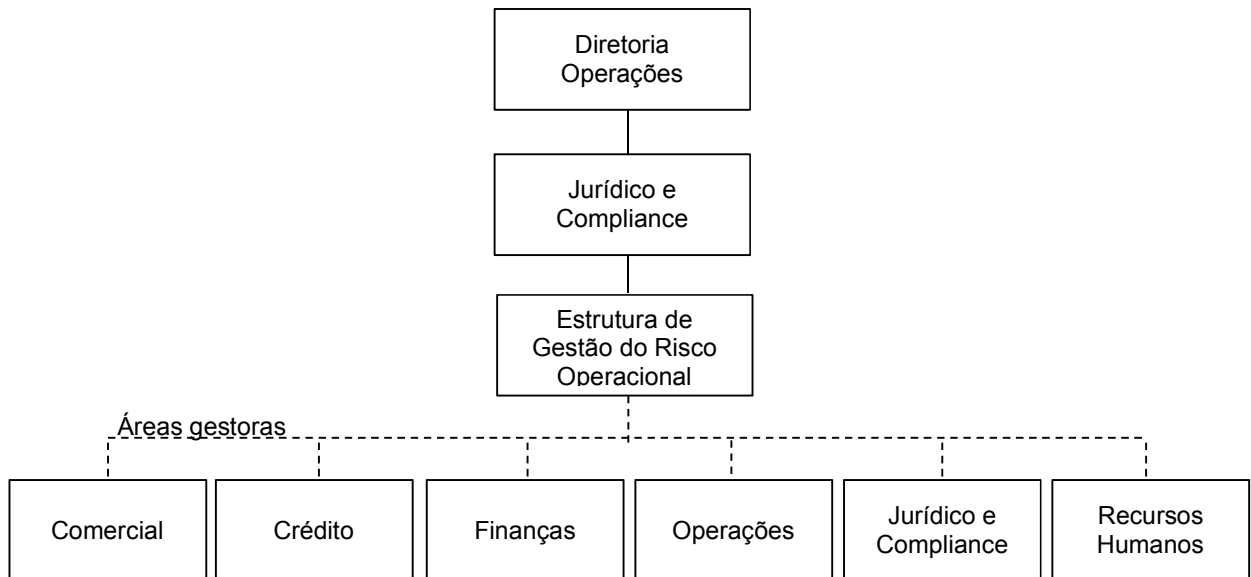 Diretoria
Operações
Jurídico e
Compliance
Estrutura de
Gestão do Risco
Operacional
Áreas gestoras
Comercial
Crédito
Finanças
Operações
Jurídico e
Compliance
Recursos
Humanos